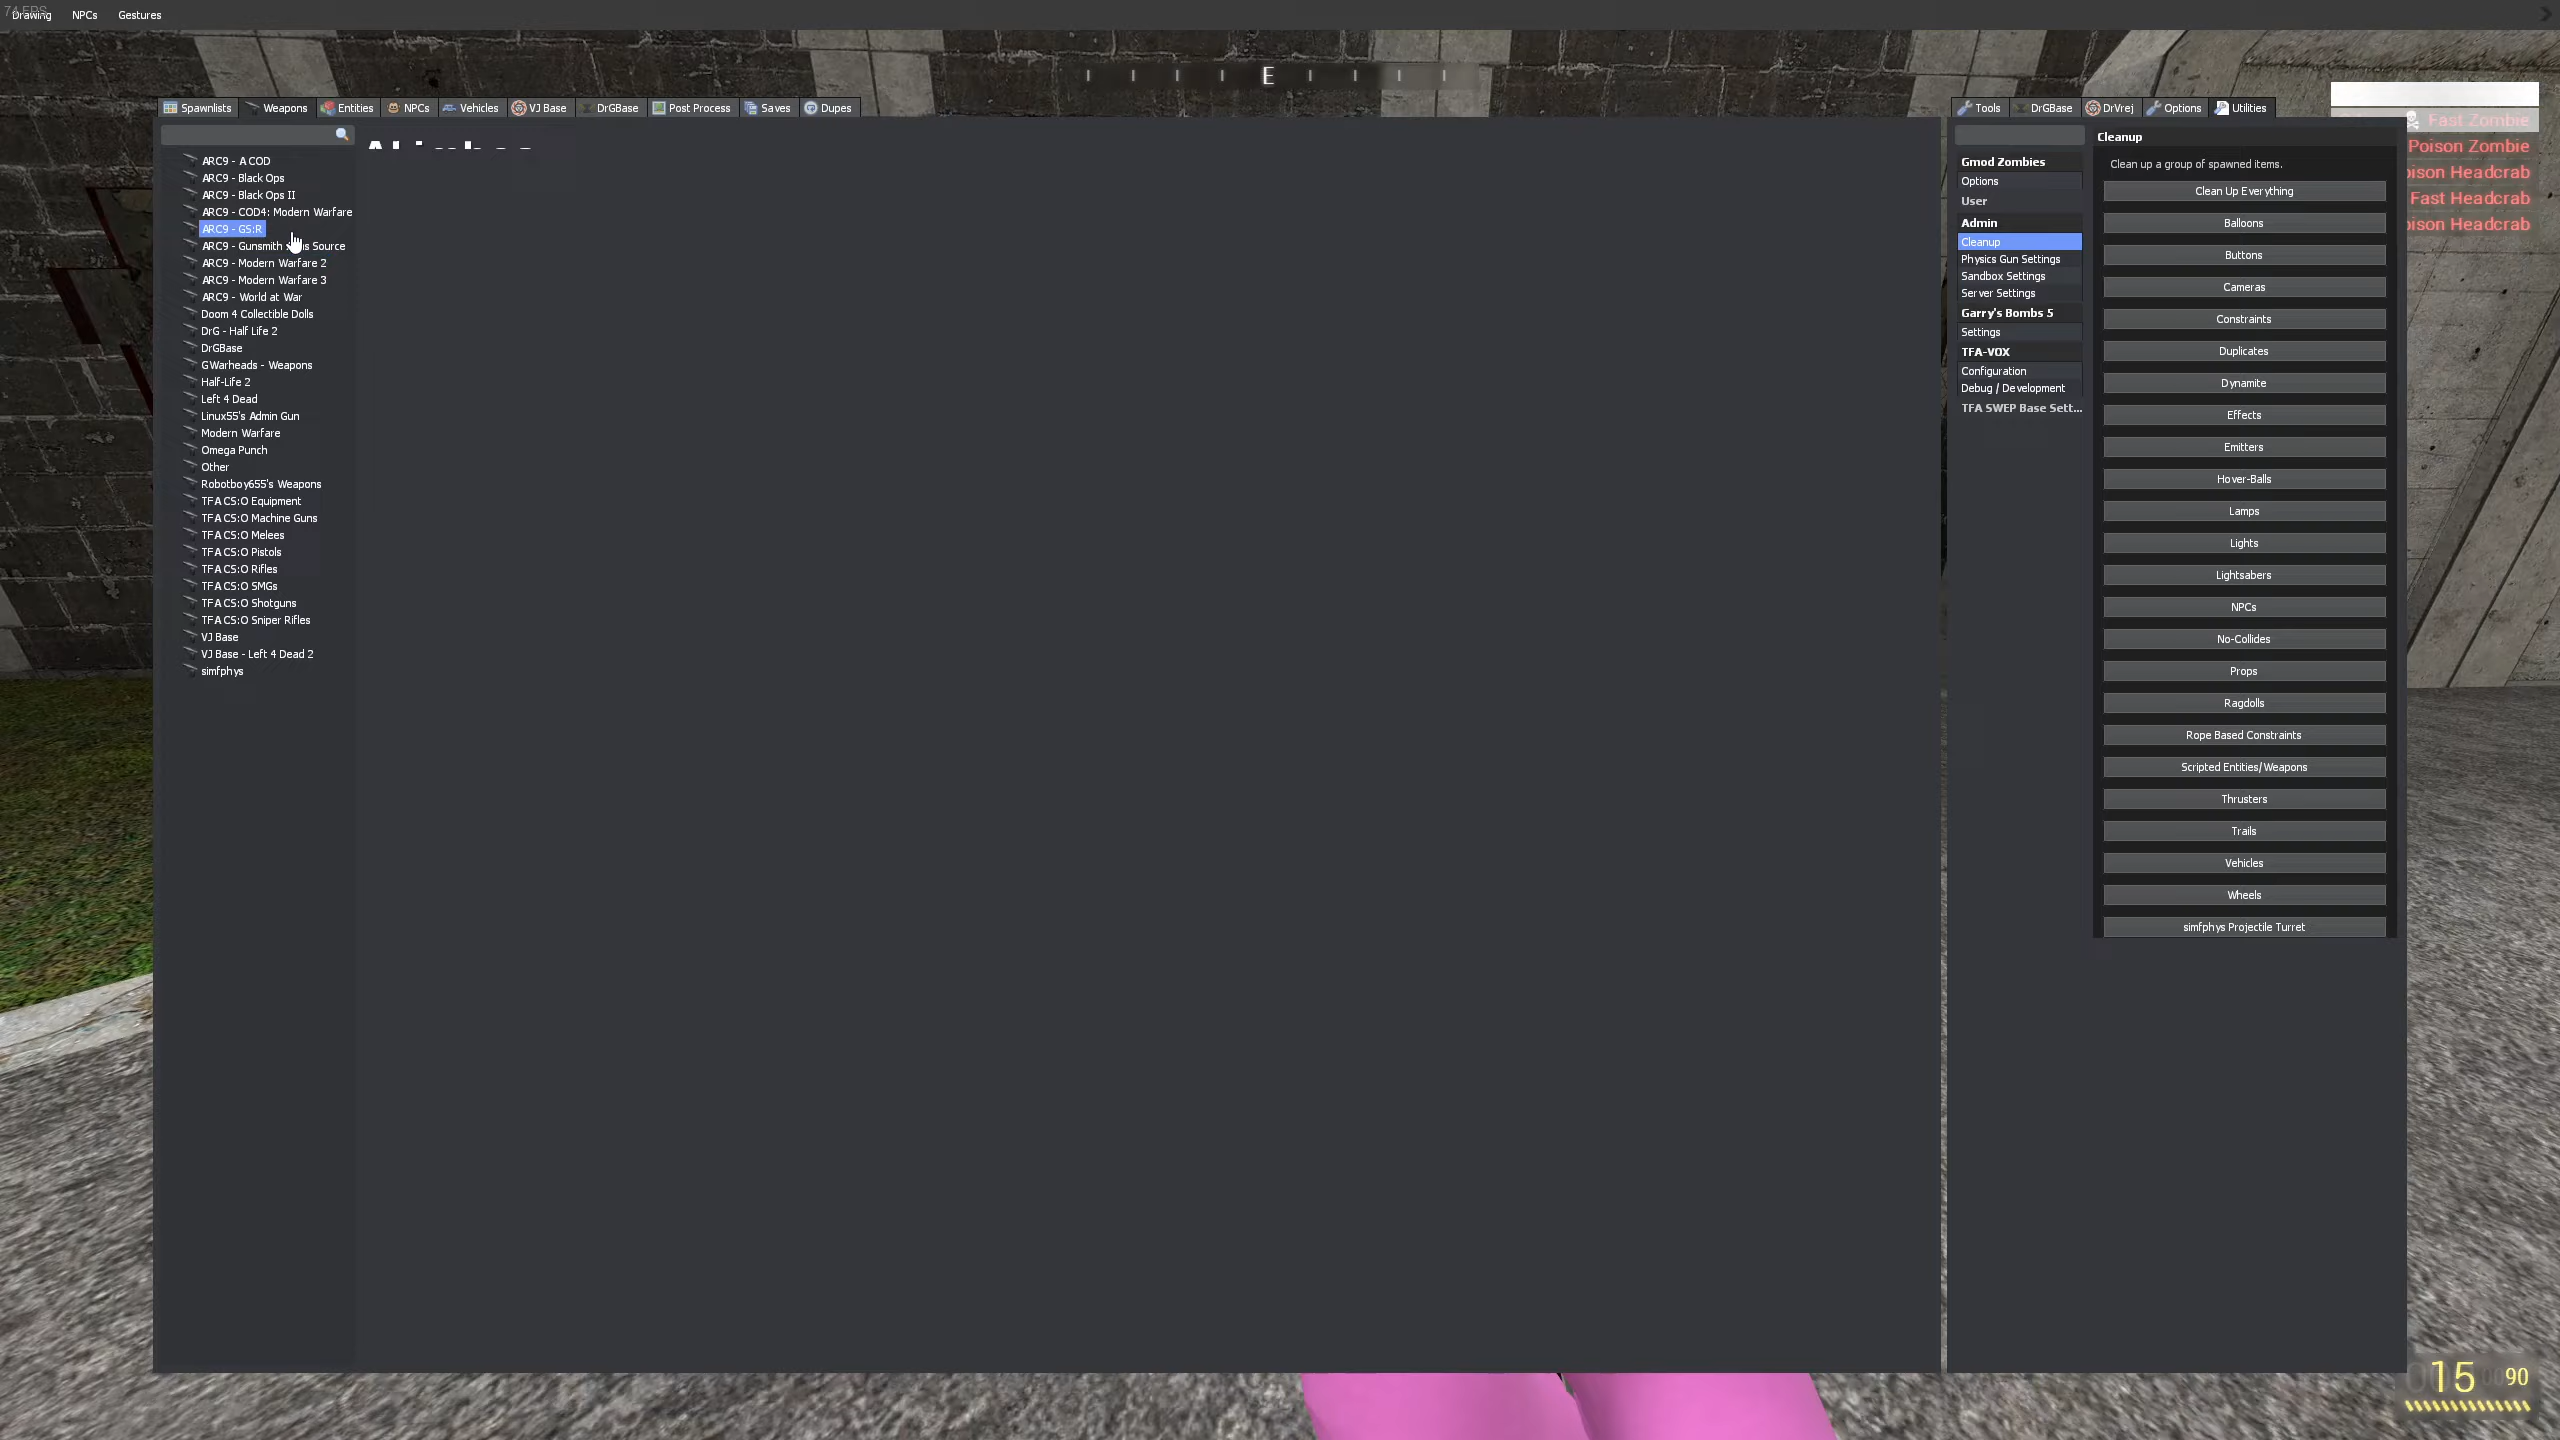 74 FPS
Drawing NPCs Gestures
E
Spawnlists Weapons Entities NPCs Vehicles VJ Base DrGBase Post Process Saves Dupes
ARC9 - A COD
ARC9 - Black Ops
ARC9 - Black Ops II
ARC9 - COD4: Modern Warfare
ARC9 - GS:R
ARC9 - Gunsmith Source
ARC9 - Modern Warfare 2
ARC9 - Modern Warfare 3
ARC9 - World at War
Doom 4 Collectible Dolls
DrG - Half Life 2
DrGBase
GWarheads - Weapons
Half-Life 2
Left 4 Dead
Linux55's Admin Gun
Modern Warfare
Omega Punch
Other
Robotboy655's Weapons
TFA CS:O Equipment
TFA CS:O Machine Guns
TFA CS:O Melees
TFA CS:O Pistols
TFA CS:O Rifles
TFA CS:O SMGs
TFA CS:O Shotguns
TFA CS:O Sniper Rifles
VJ Base
VJ Base - Left 4 Dead 2
simfphys
Tools DrGBase DrVrej Options Utilities
Gmod Zombies
Options
User
Admin
Cleanup
Physics Gun Settings
Sandbox Settings
Server Settings
Garry's Bombs 5
Settings
TFA-VOX
Configuration
Debug / Development
TFA SWEP Base Sett...
Cleanup
Clean up a group of spawned items.
Clean Up Everything
Balloons
Buttons
Cameras
Constraints
Duplicates
Dynamite
Effects
Emitters
Hover-Balls
Lamps
Lights
Lightsabers
NPCs
No-Collides
Props
Ragdolls
Rope Based Constraints
Scripted Entities/Weapons
Thrusters
Trails
Vehicles
Wheels
simfphys Projectile Turret
Fast Zombie
Poison Zombie
oison Headcrab
Fast Headcrab
oison Headcrab
15 90